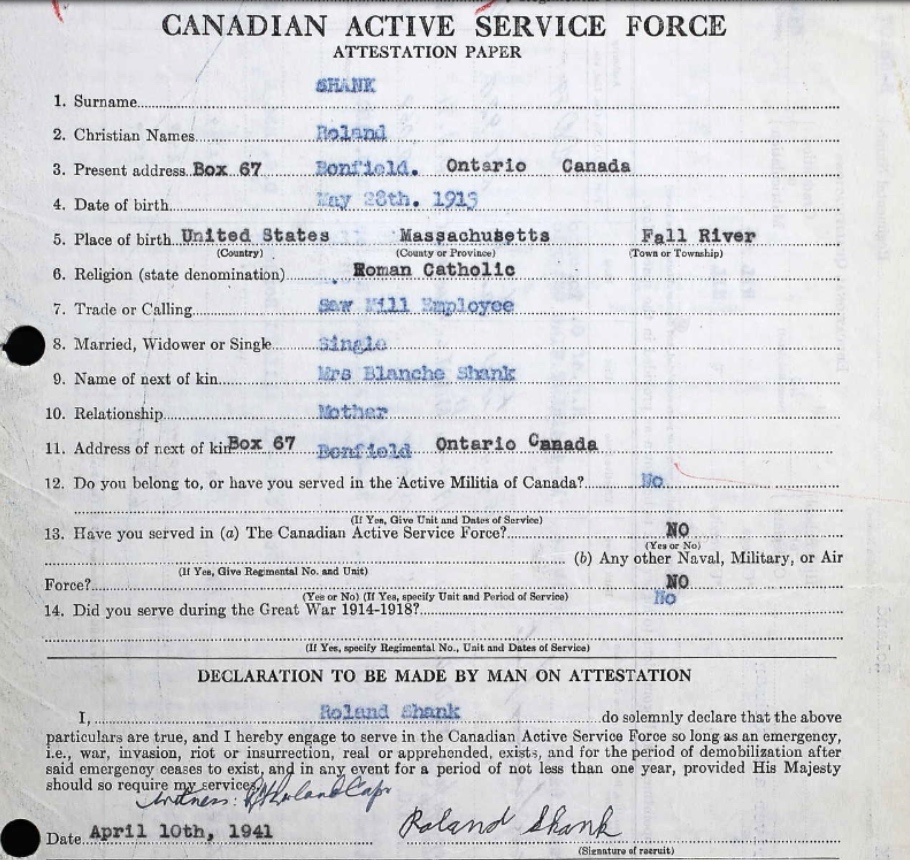 CANADIAN ACTIVE SERVICE FORCE
ATTESTATION PAPER
SHANK
1. Surname
2. Christian Names Roland
3. Present address Box 67 Bonfield. Ontario Canada
4. Date of birth May 28th. 1913
5. Place of birth United States Massachusetts Fall River
(Country) (County or Province) (Town or Township)
6. Religion (state denomination) Roman Catholic
7. Trade or Calling Saw Mill Employee
8. Married, Widower or Single Single
9. Name of next of kin Mrs Blanche Shank
10. Relationship Mother
11. Address of next of kin Box 67 Bonfield Ontario Canada
12. Do you belong to, or have you served in the Active Militia of Canada? No
(If Yes, Give Unit and Dates of Service)
13. Have you served in (a) The Canadian Active Service Force? NO
(Yes or No)
(b) Any other Naval, Military, or Air
(If Yes, Give Regimental No. and Unit)
Force? NO
(Yes or No) (If Yes, specify Unit and Period of Service)
14. Did you serve during the Great War 1914-1918? No
(If Yes, specify Regimental No., Unit and Dates of Service)
DECLARATION TO BE MADE BY MAN ON ATTESTATION
I, Roland Shank do solemnly declare that the above
particulars are true, and I hereby engage to serve in the Canadian Active Service Force so long as an emergency,
i.e., war, invasion, riot or insurrection, real or apprehended, exists, and for the period of demobilization after
said emergency ceases to exist, and in any event for a period of not less than one year, provided His Majesty
should so require my services.
Witness: Capt
Date April 10th, 1941 Roland Shank
(Signature of recruit)